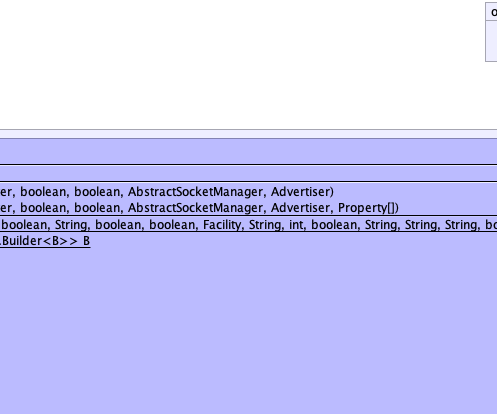 er, boolean, boolean, AbstractSocketManager, Advertiser)
er, boolean, boolean, AbstractSocketManager, Advertiser, Property[])
boolean, String, boolean, boolean, Facility, String, int, boolean, String, String, String, bo
.Builder<B>> B